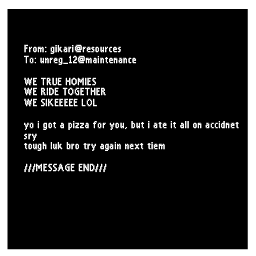 From: gikari@resources
To: unreg_12@maintenance
WE TRUE HOMIES
WE RIDE TOGETHER
WE SIKEEEEE LOL
yo i got a pizza for you, but i ate it all on accidnet
sry
tough luk bro try again next tiem
///MESSAGE END///